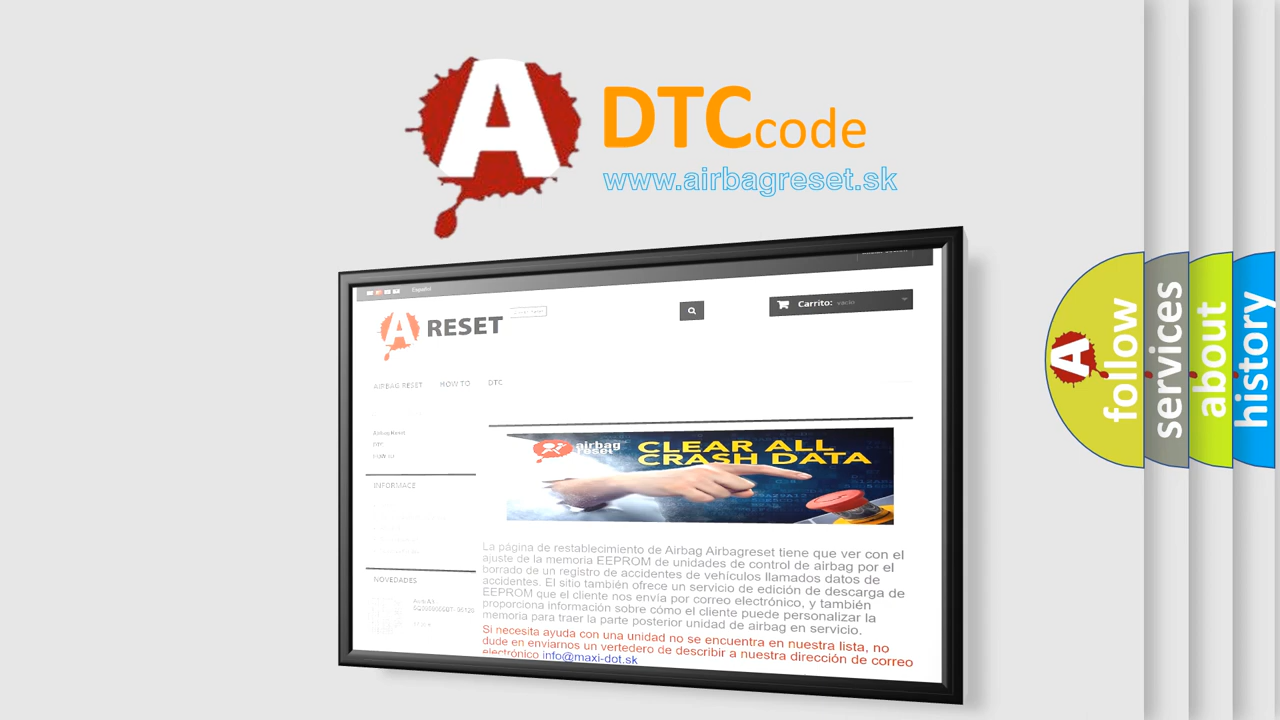 A
DTCcode
www.airbagreset.sk
Español
A RESET
Carrito: vacío
AIRBAG RESET
HOW TO
DTC
Airbag Reset
DTC
INFORMACE
NOVEDADES
airbag
reset
CLEAR ALL
CRASH DATA
La página de restablecimiento de Airbag Airbagreset tiene que ver con el
ajuste de la memoria EEPROM de unidades de control de airbag por el
borrado de un registro de accidentes de vehículos llamados datos de
accidentes. El sitio también ofrece un servicio de edición de descarga de
EEPROM que el cliente nos envía por correo electrónico, y también
proporciona información sobre cómo el cliente puede personalizar la
memoria para traer la parte posterior unidad de airbag en servicio.
Si necesita ayuda con una unidad no se encuentra en nuestra lista, no
dude en enviarnos un vertedero de describir a nuestra dirección de correo
electrónico info@maxi-dot.sk
A
follow
services
about
history